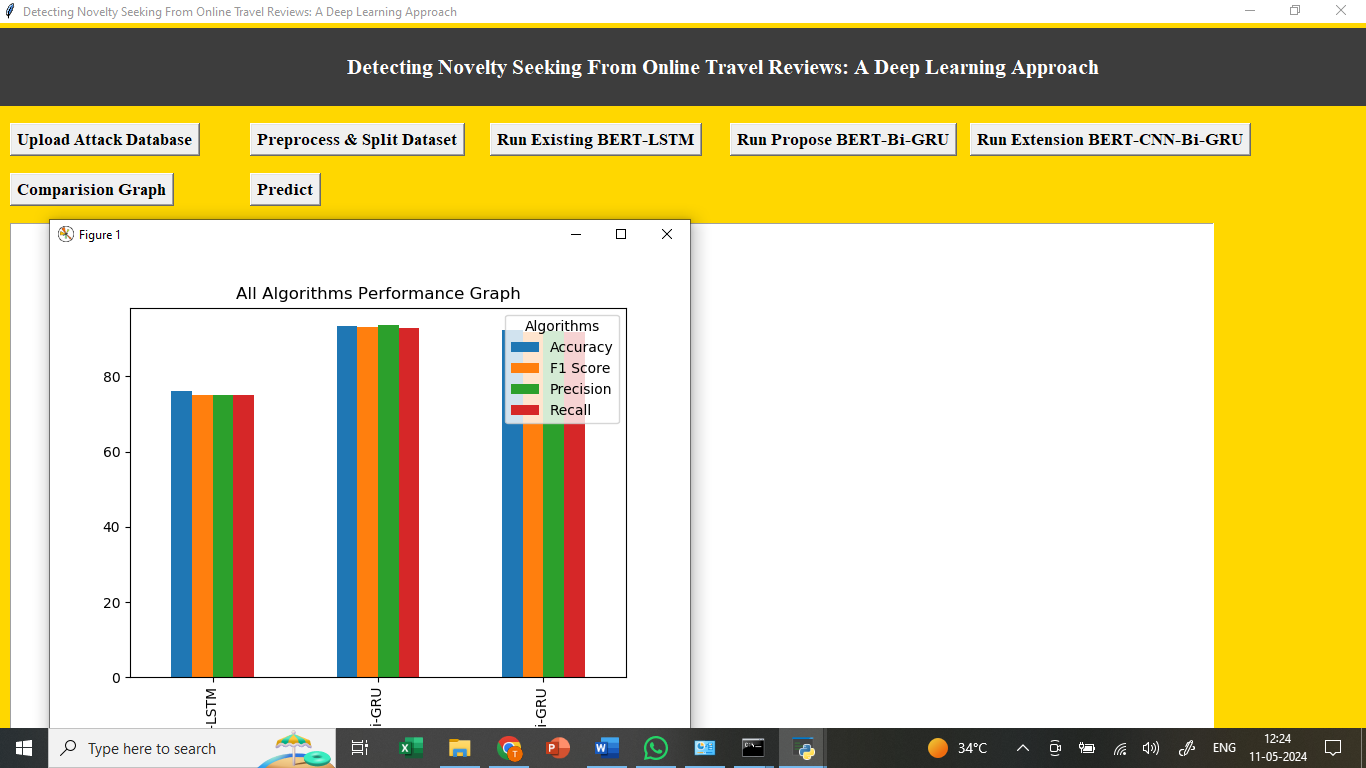 Detecting Novelty Seeking From Online Travel Reviews: A Deep Learning Approach
Detecting Novelty Seeking From Online Travel Reviews: A Deep Learning Approach
Upload Attack Database
Preprocess & Split Dataset
Run Existing BERT-LSTM
Run Propose BERT-Bi-GRU
Run Extension BERT-CNN-Bi-GRU
Comparision Graph
Predict
Figure 1
All Algorithms Performance Graph
Algorithms
Accuracy
F1 Score
Precision
Recall
80
60
40
20
0
-LSTM
i-GRU
i-GRU
Type here to search
34°C
ENG
12:24
11-05-2024